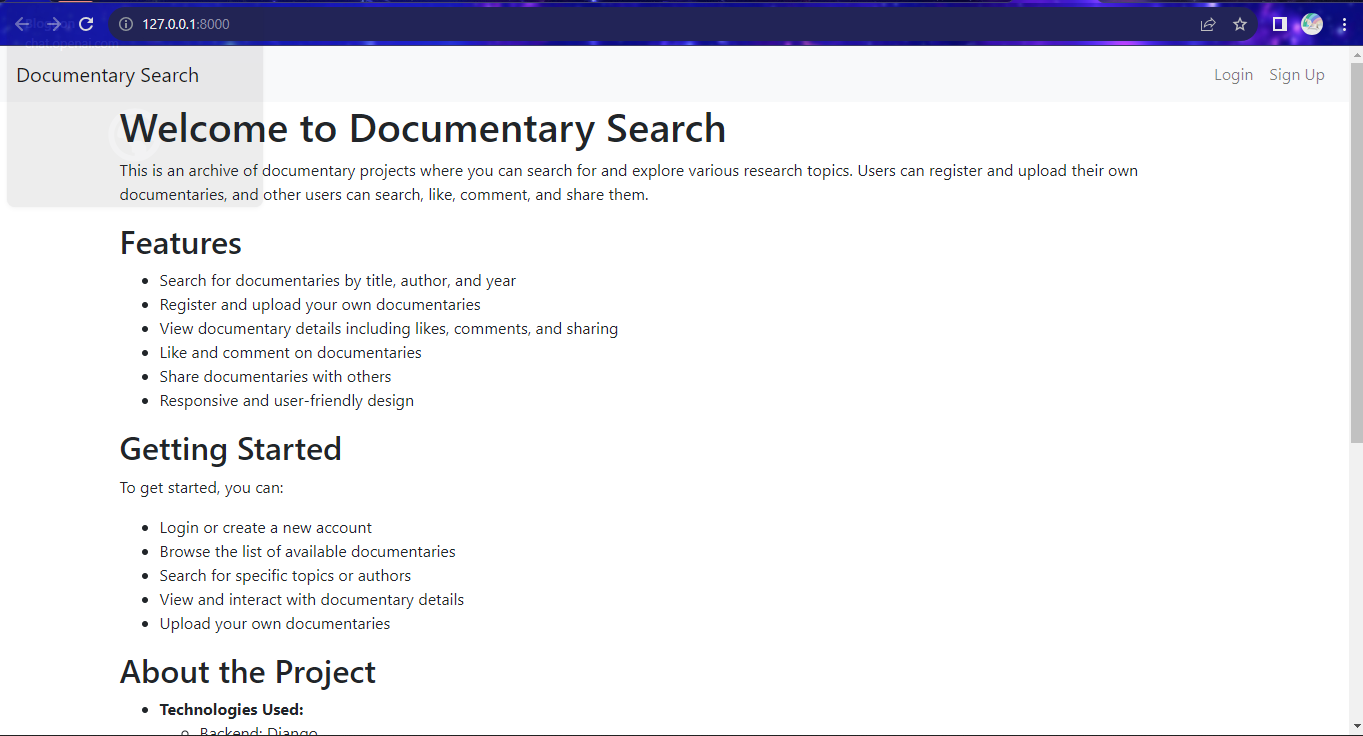 127.0.0.1:8000
chat.openai.com
Documentary Search
Login
Sign Up
Welcome to Documentary Search
This is an archive of documentary projects where you can search for and explore various research topics. Users can register and upload their own
documentaries, and other users can search, like, comment, and share them.
Features
Search for documentaries by title, author, and year
Register and upload your own documentaries
View documentary details including likes, comments, and sharing
Like and comment on documentaries
Share documentaries with others
Responsive and user-friendly design
Getting Started
To get started, you can:
Login or create a new account
Browse the list of available documentaries
Search for specific topics or authors
View and interact with documentary details
Upload your own documentaries
About the Project
Technologies Used:
Backend: Django